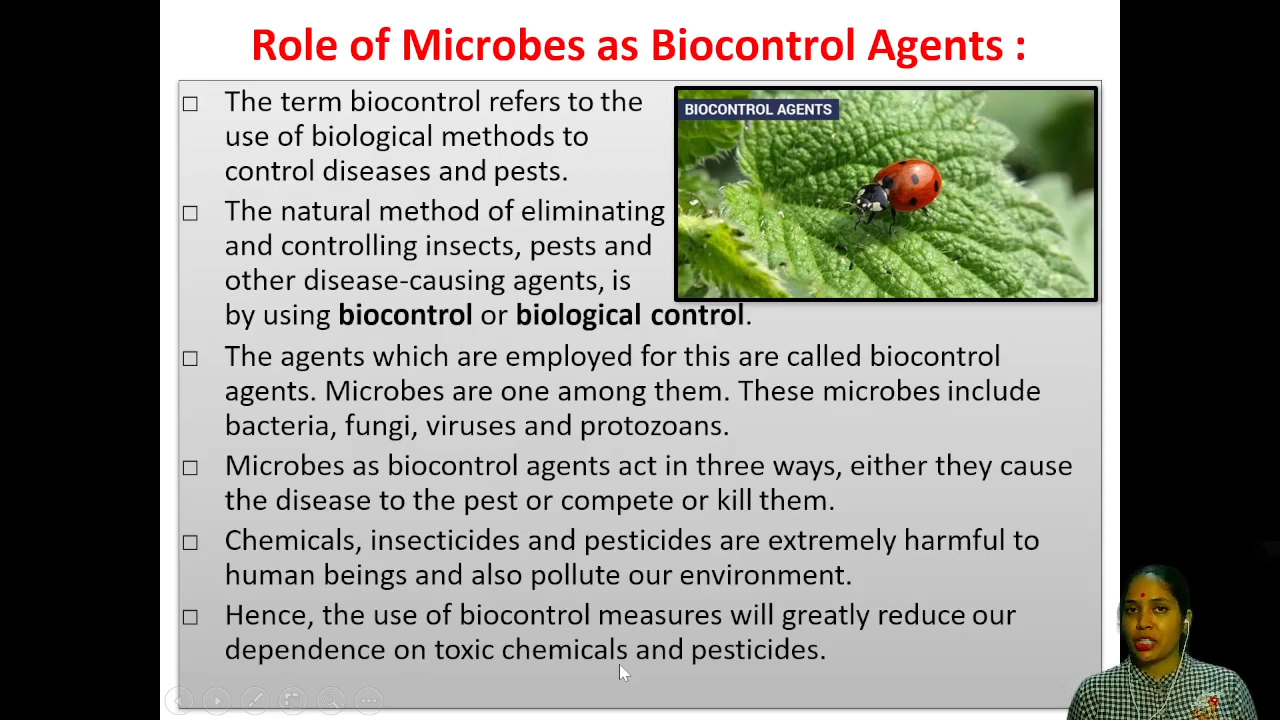 Role of Microbes as Biocontrol Agents :
BIOCONTROL AGENTS
□ The term biocontrol refers to the
use of biological methods to
control diseases and pests.
□ The natural method of eliminating
and controlling insects, pests and
other disease-causing agents, is
by using biocontrol or biological control.
□ The agents which are employed for this are called biocontrol
agents. Microbes are one among them. These microbes include
bacteria, fungi, viruses and protozoans.
□ Microbes as biocontrol agents act in three ways, either they cause
the disease to the pest or compete or kill them.
□ Chemicals, insecticides and pesticides are extremely harmful to
human beings and also pollute our environment.
□ Hence, the use of biocontrol measures will greatly reduce our
dependence on toxic chemicals and pesticides.